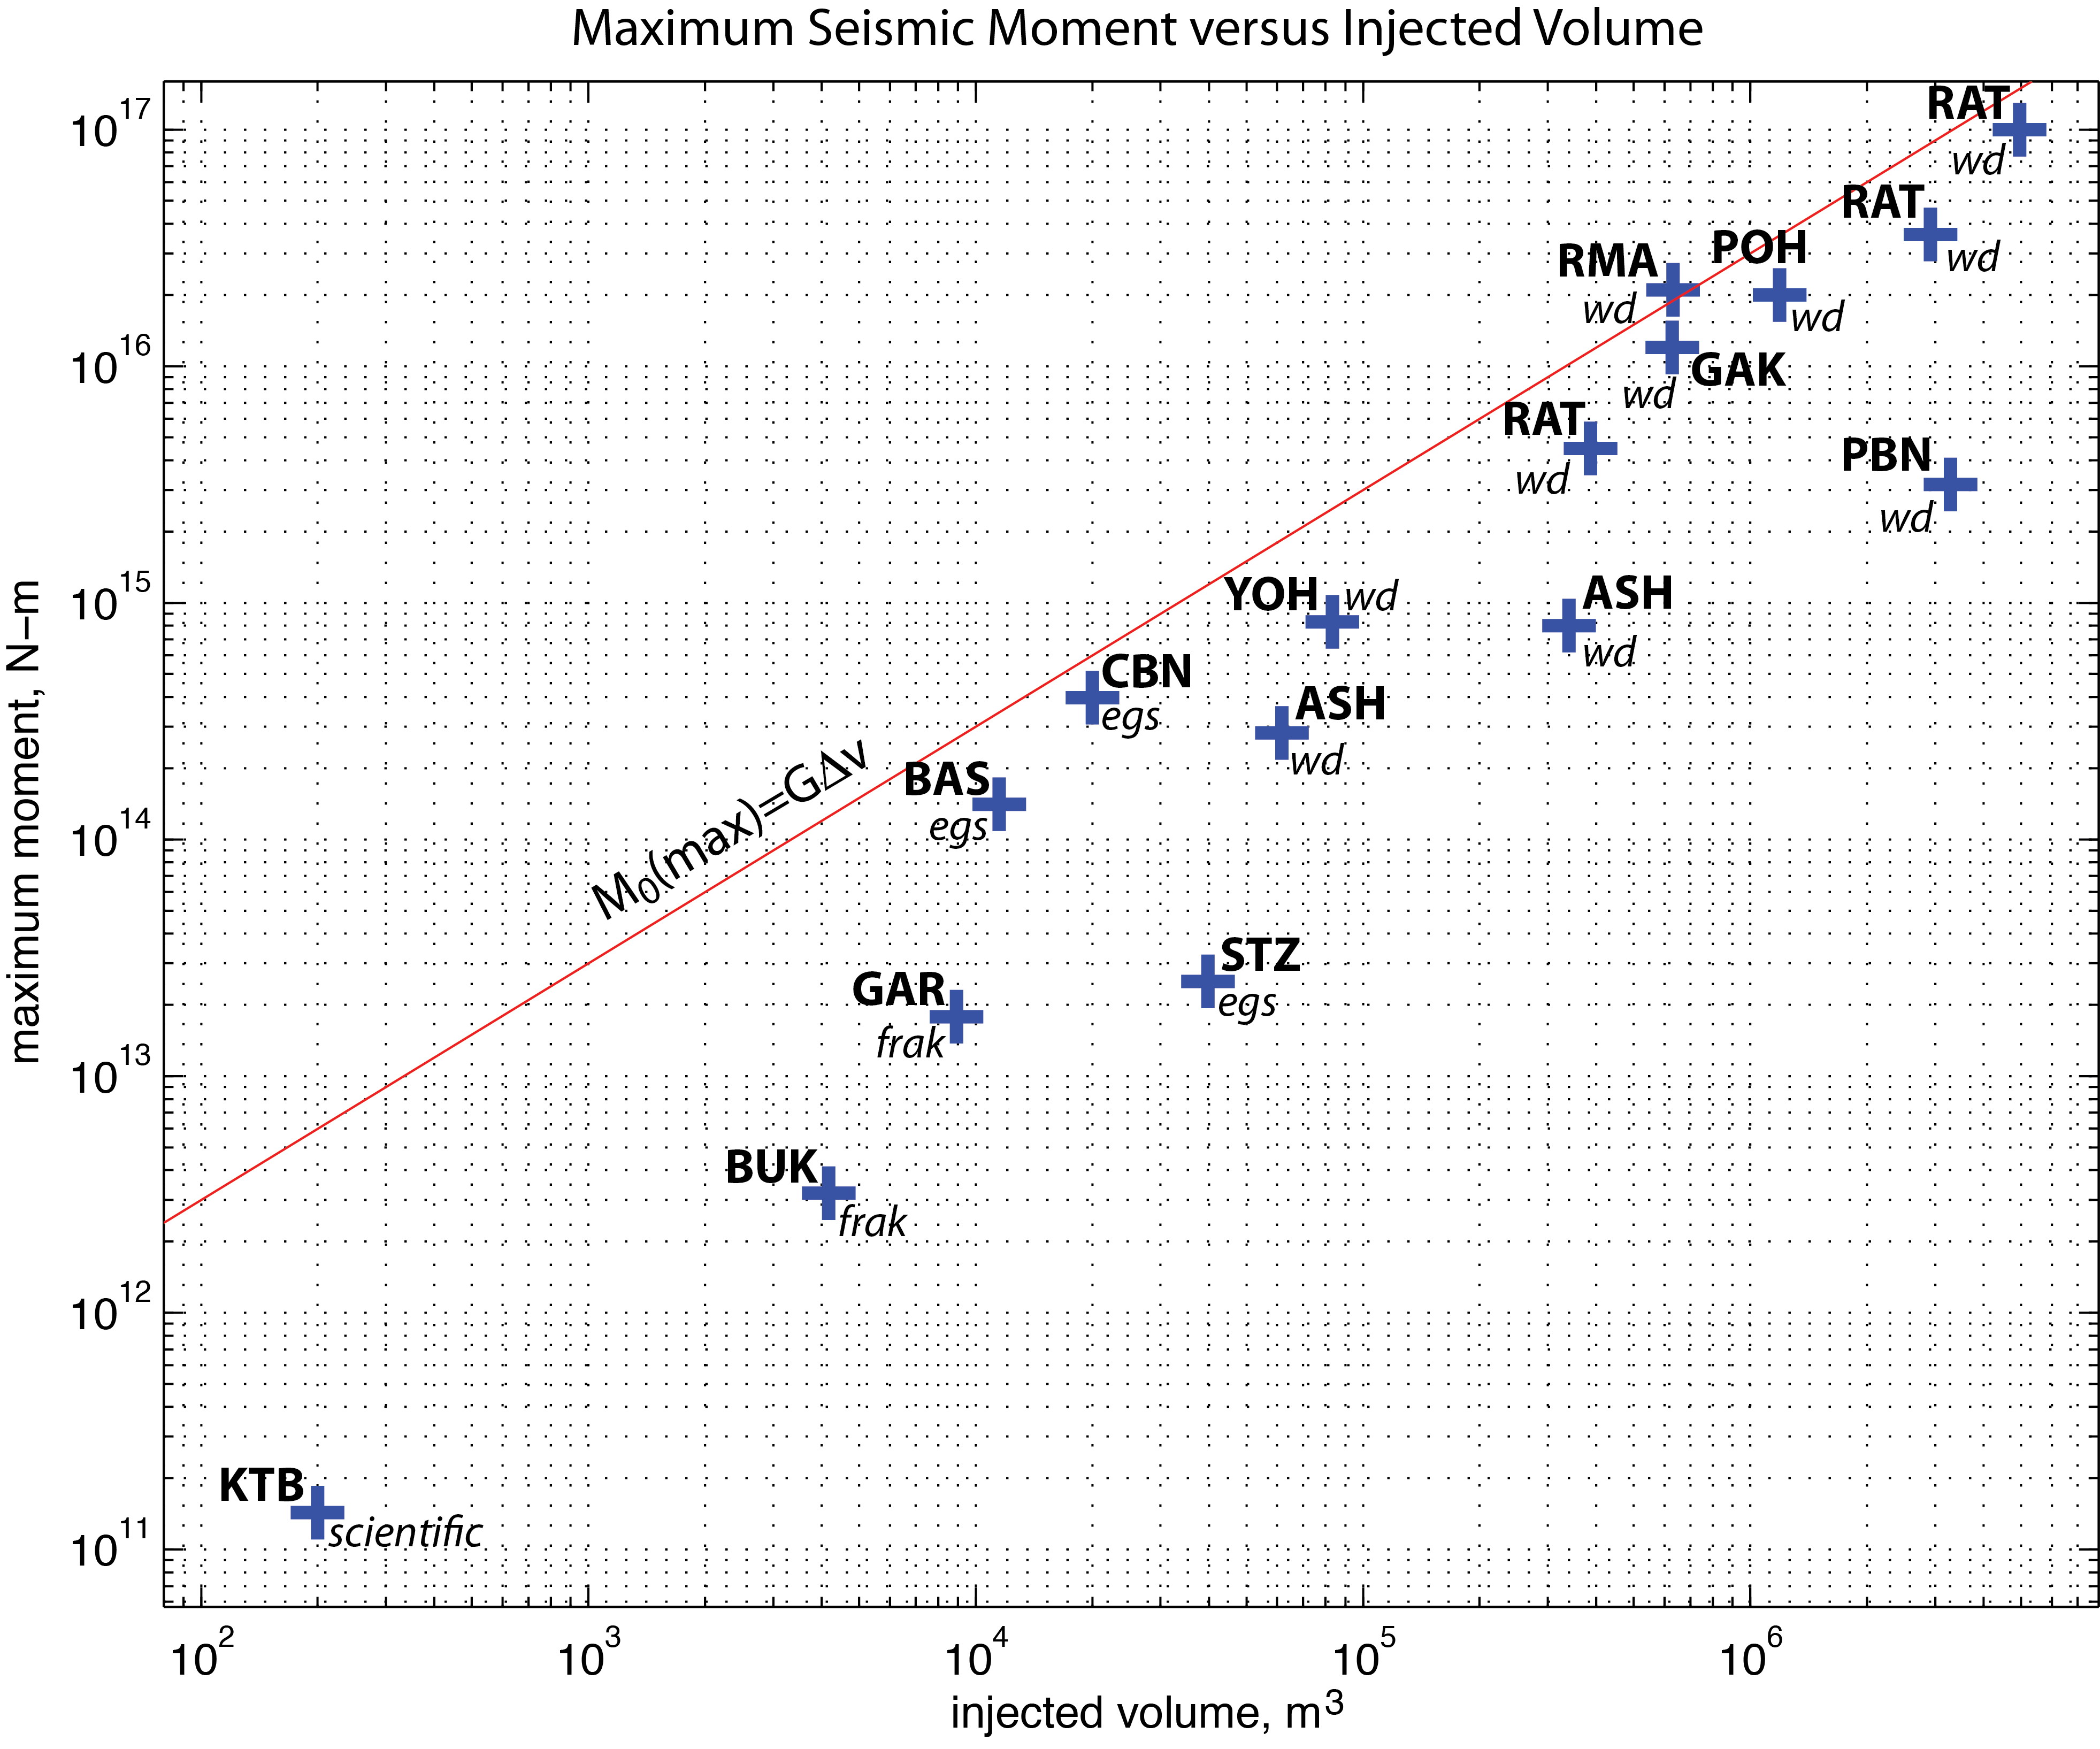 Maximum Seismic Moment versus Injected Volume
10^17
RAT
wd
RAT
wd
RMA
wd
POH
wd
10^16
GAK
wd
RAT
wd
PBN
wd
10^15
YOH wd
ASH
wd
CBN
egs
ASH
wd
M₀(max)=GΔv
BAS
egs
10^14
STZ
egs
GAR
frak
10^13
BUK
frak
10^12
KTB
scientific
10^11
maximum moment, N–m
10^2 10^3 10^4 10^5 10^6
injected volume, m^3